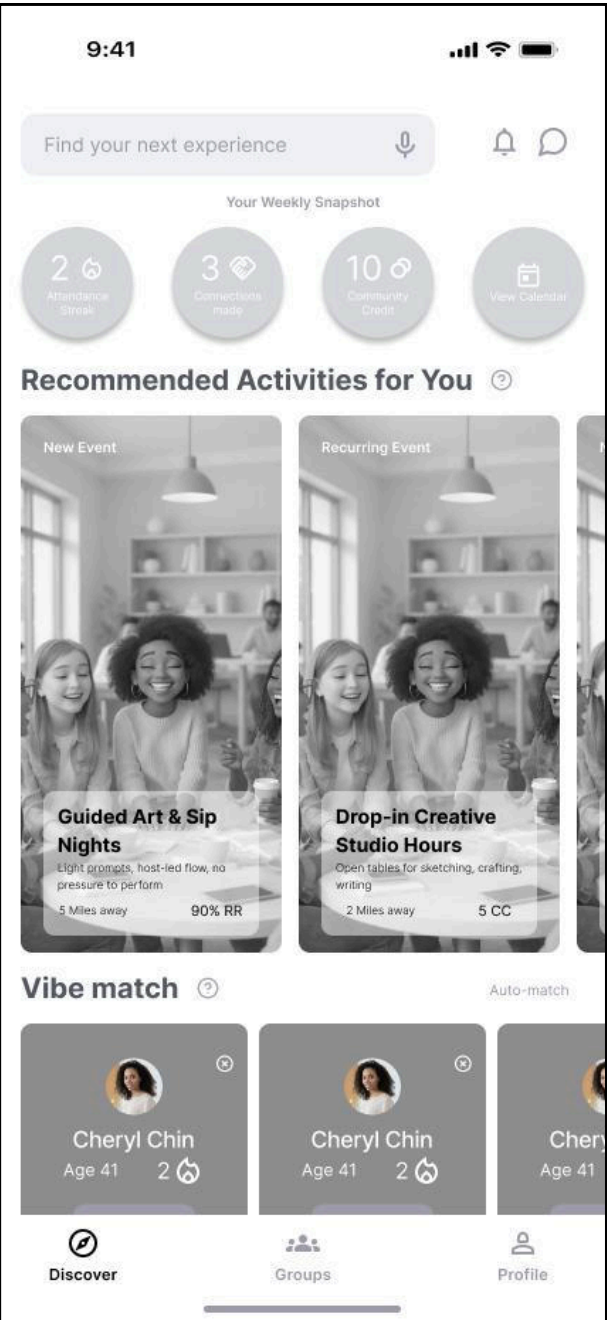 9:41
Find your next experience
Your Weekly Snapshot
2
Attendance
Streak
3
Connections
made
10
Community
Credit
View Calendar
Recommended Activities for You
New Event
Guided Art & Sip
Nights
Light prompts, host-led flow, no
pressure to perform
5 Miles away 90% RR
Recurring Event
Drop-in Creative
Studio Hours
Open tables for sketching, crafting,
writing
2 Miles away 5 CC
Vibe match
Auto-match
Cheryl Chin
Age 41 2
Cheryl Chin
Age 41 2
Chery
Age 41
Discover
Groups
Profile